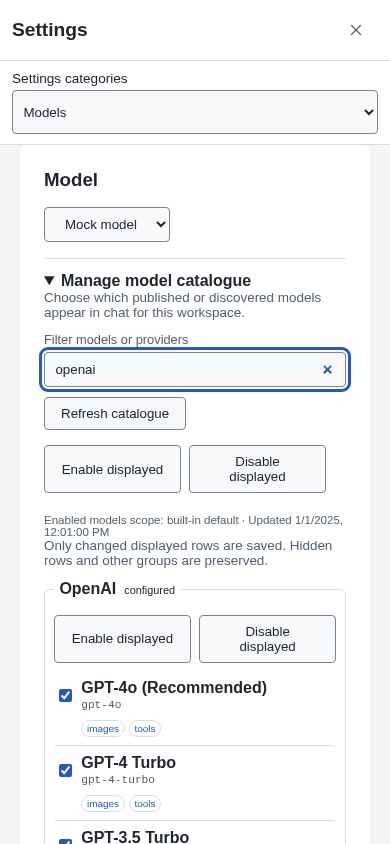 Settings
Settings categories
Models
Model
Mock model
Manage model catalogue
Choose which published or discovered models
appear in chat for this workspace.
Filter models or providers
openai
Refresh catalogue
Enable displayed
Disable
displayed
Enabled models scope: built-in default · Updated 1/1/2025,
12:01:00 PM
Only changed displayed rows are saved. Hidden
rows and other groups are preserved.
OpenAI configured
Enable displayed
Disable
displayed
GPT-4o (Recommended)
gpt-4o
images tools
GPT-4 Turbo
gpt-4-turbo
images tools
GPT-3.5 Turbo